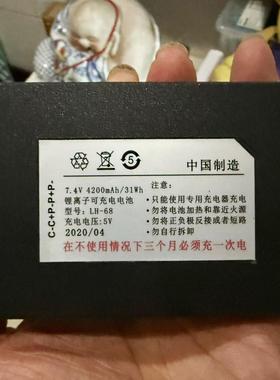 C-C+P-P+P-
5
中国制造
7.4V 4200mAh/31Wh
锂离子可充电电池
型号:LH-68
充电电压:5V
2020/04
·只能使用专用充电器充电
·勿将电池加热和靠近火源
·勿将正负极反接或者短路
·勿自行拆卸
在不使用情况下三个月必须充一次电